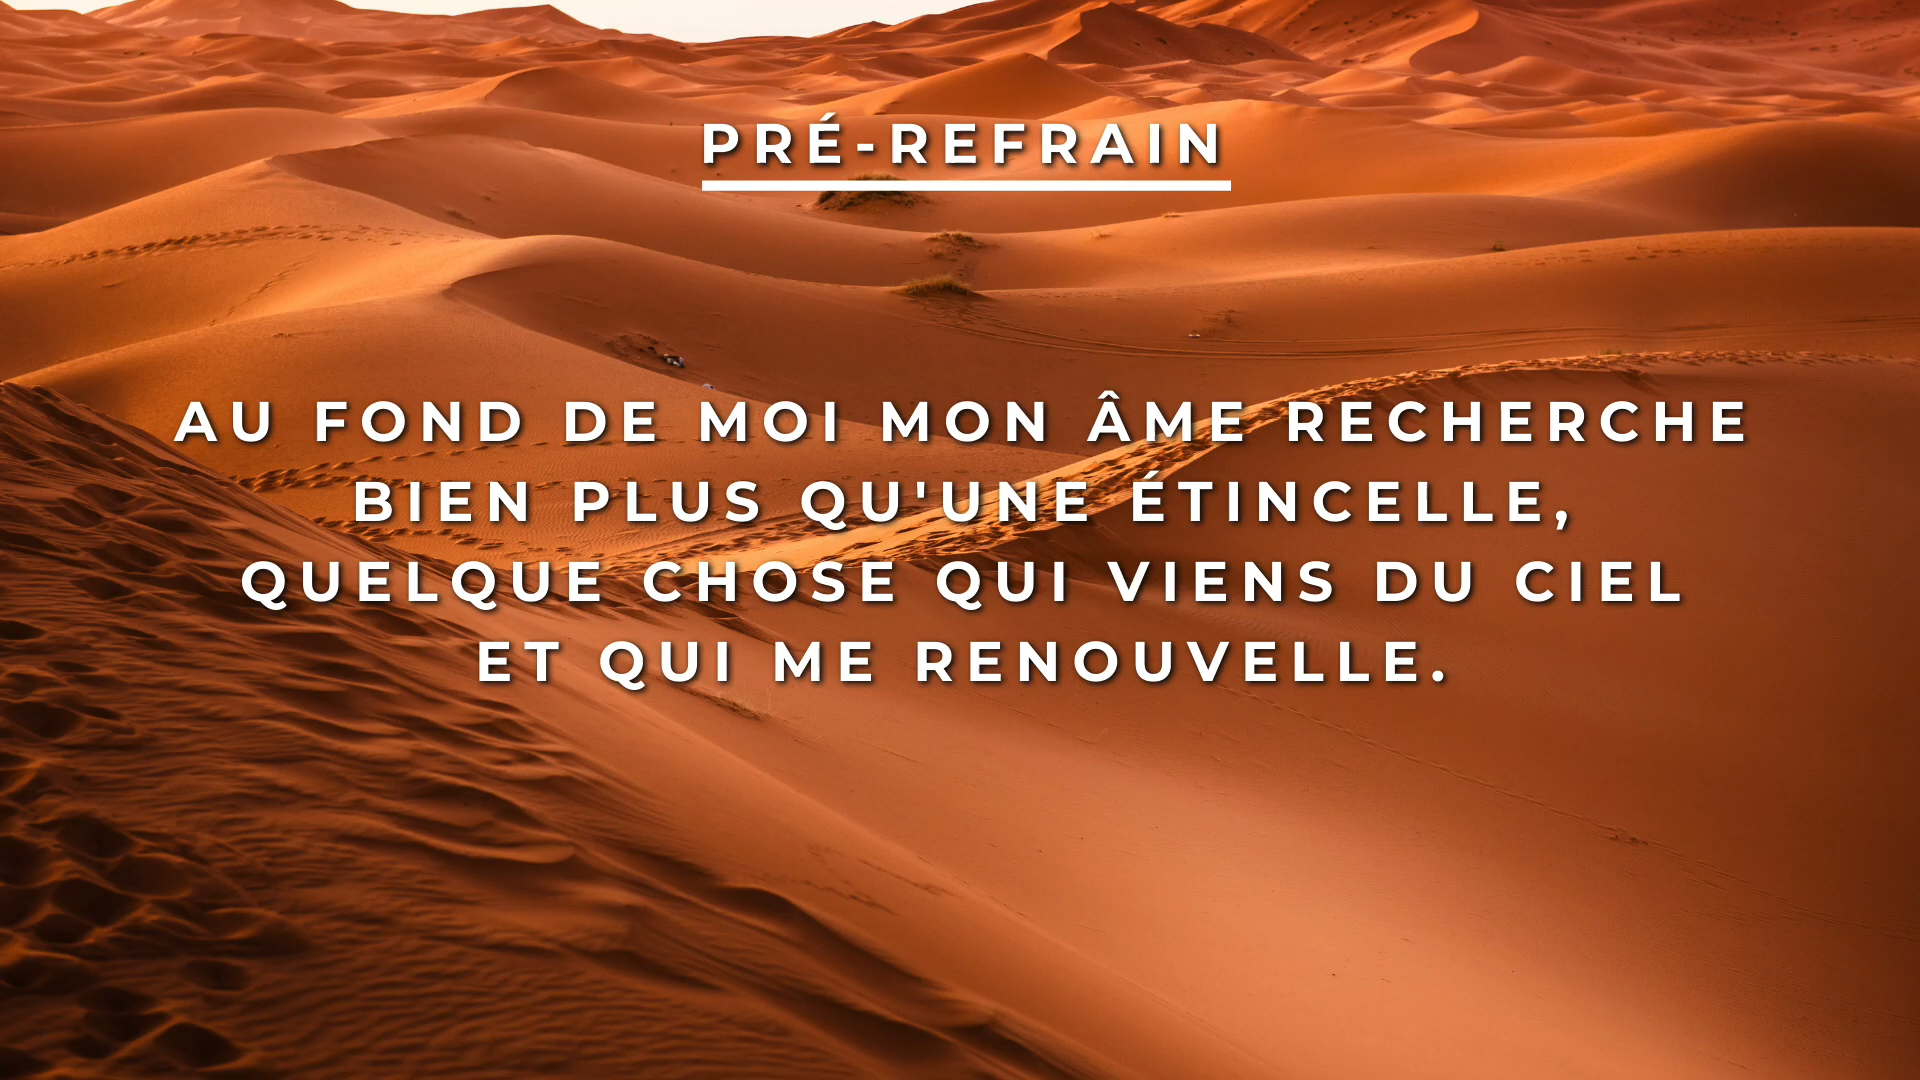 PRÉ-REFRAIN
AU FOND DE MOI MON ÂME RECHERCHE
BIEN PLUS QU'UNE ÉTINCELLE,
QUELQUE CHOSE QUI VIENS DU CIEL
ET QUI ME RENOUVELLE.